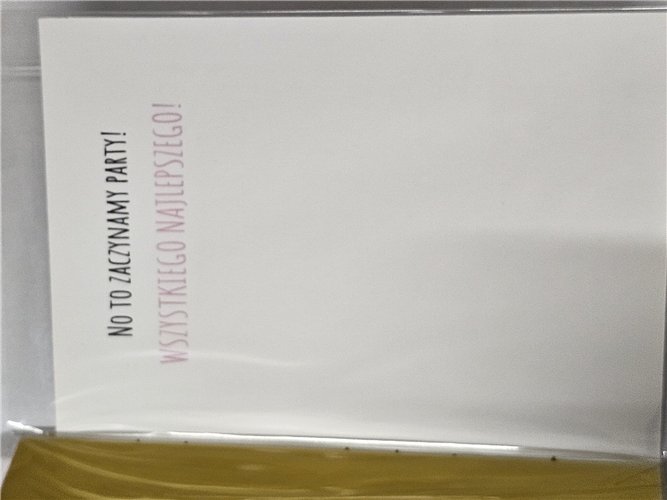 NO TO ZACZYNAMY PARTY!
WSZYSTKIEGO NAJLEPSZEGO!